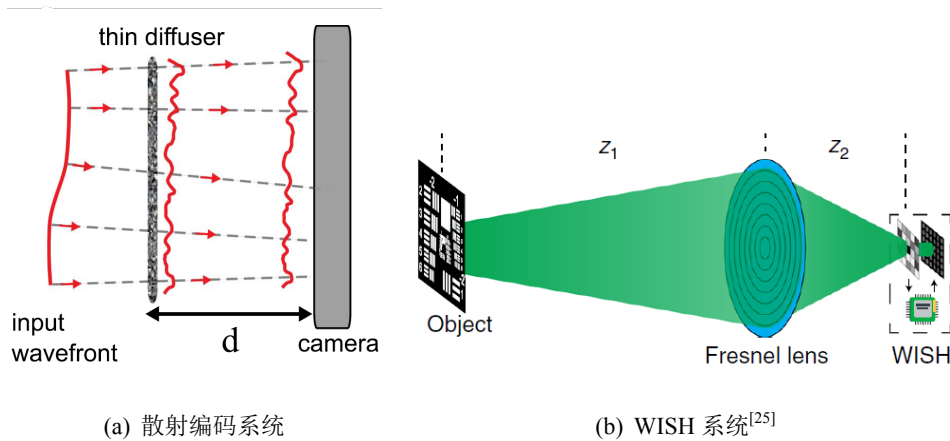 thin diffuser
input
wavefront
d
camera
(a) 散射编码系统
z1
z2
Object
Fresnel lens
WISH
(b) WISH 系统[25]